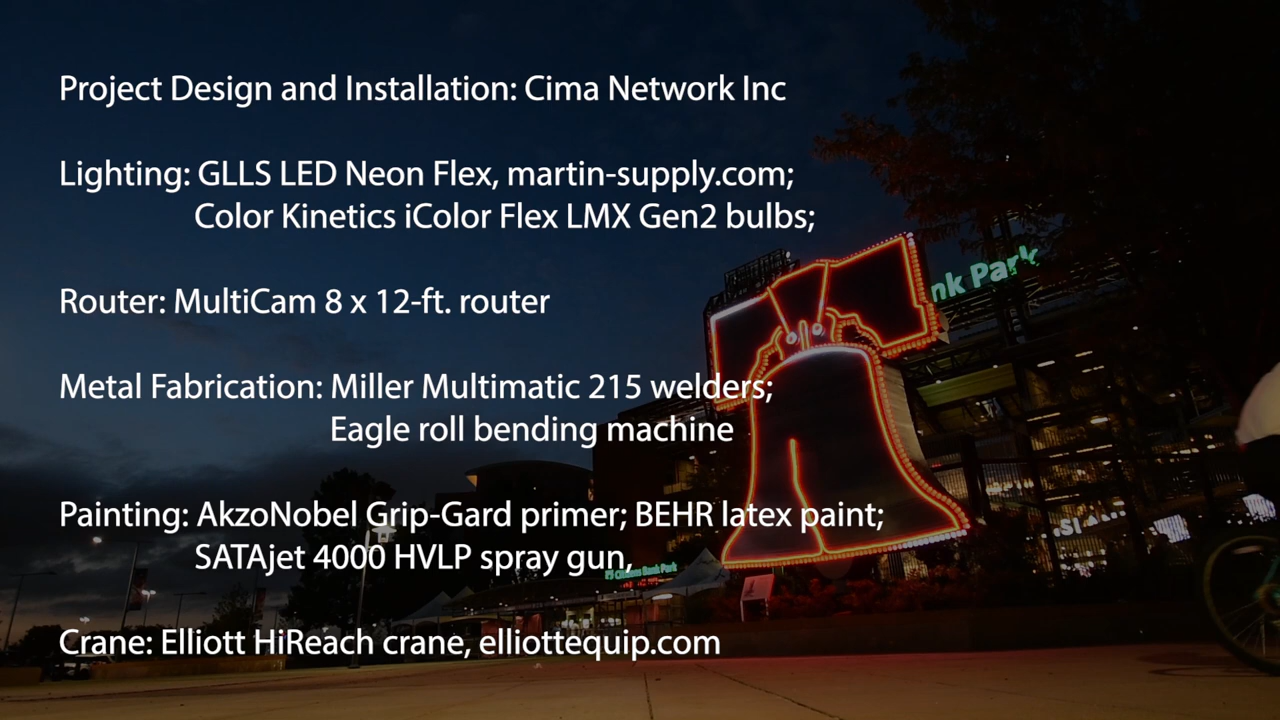 Project Design and Installation: Cima Network Inc
Lighting: GLLS LED Neon Flex, martin-supply.com;
Color Kinetics iColor Flex LMX Gen2 bulbs;
nk Park
Router: MultiCam 8 x 12-ft. router
Metal Fabrication: Miller Multimatic 215 welders;
Eagle roll bending machine
Painting: AkzoNobel Grip-Gard primer; BEHR latex paint;
SATAjet 4000 HVLP spray gun,
Citizens Bank Park
Crane: Elliott HiReach crane, elliottequip.com